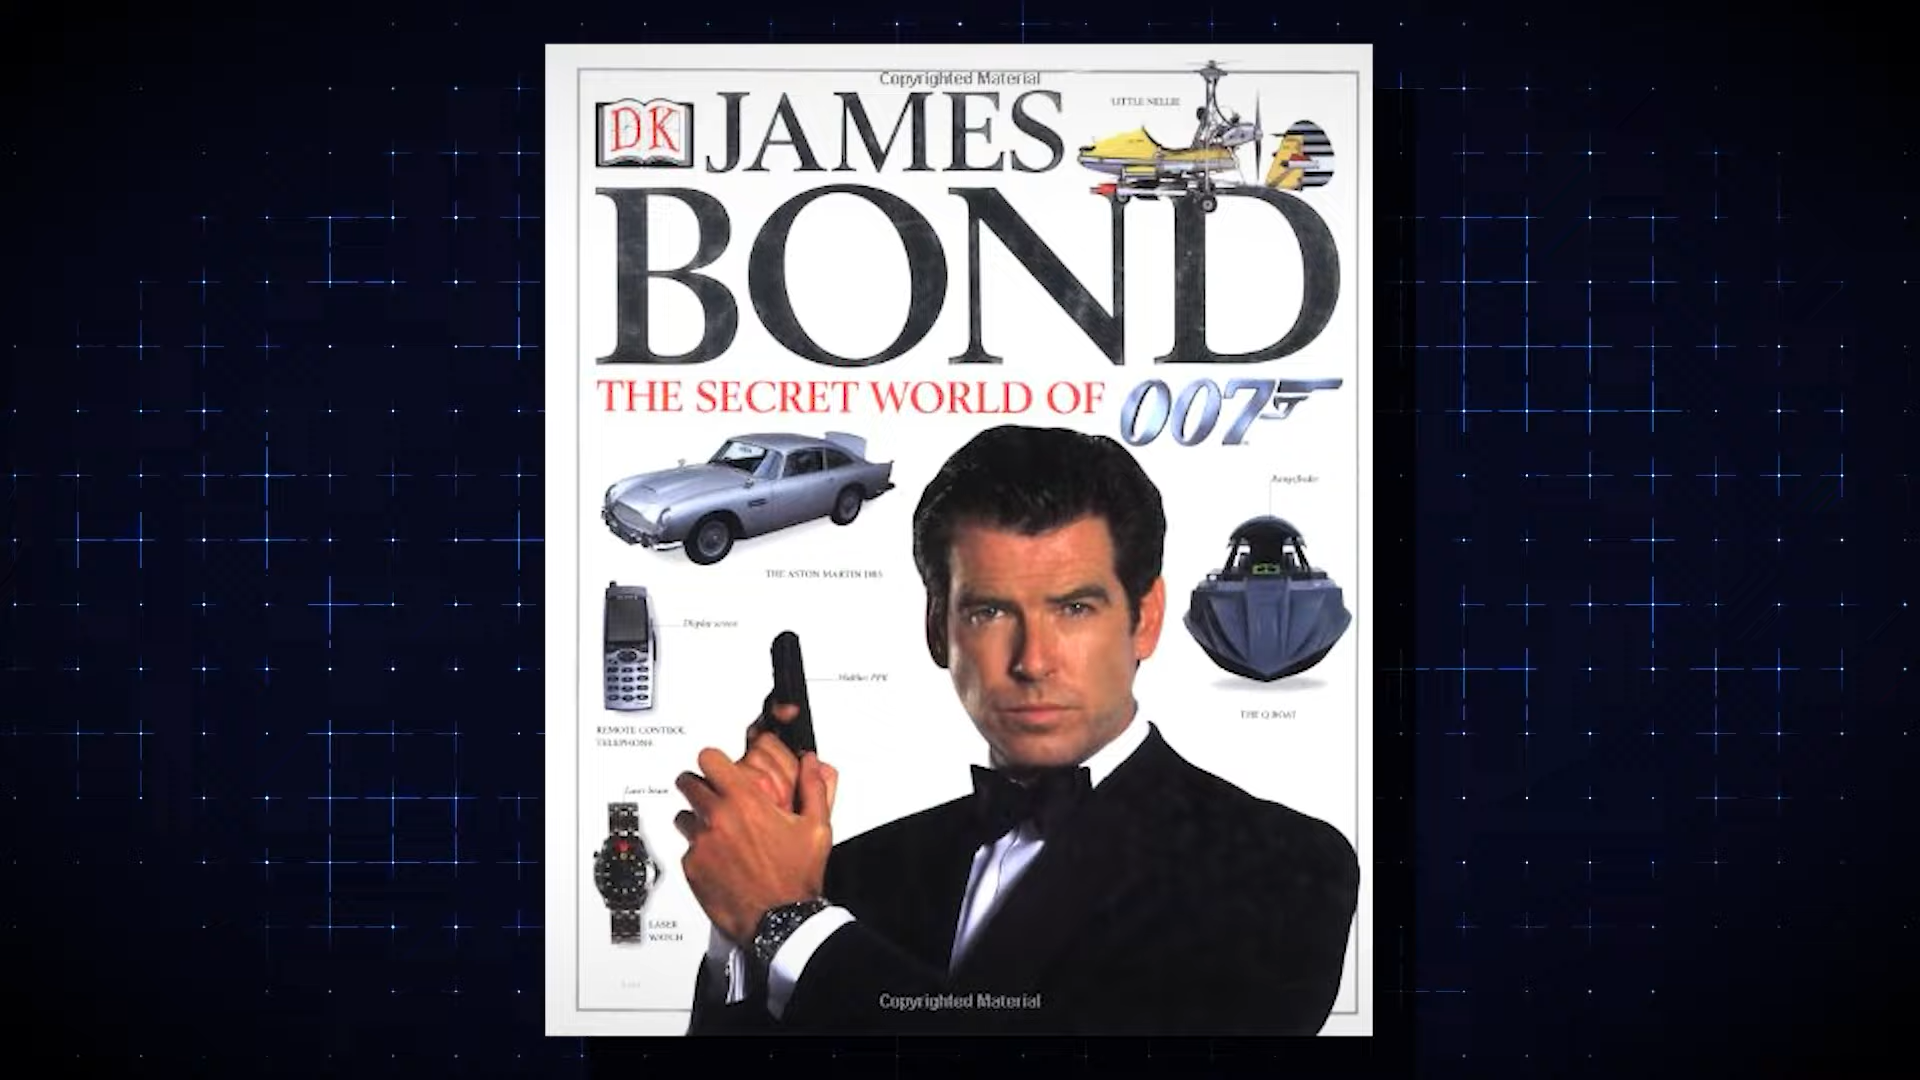 Copyrighted Material
DK
JAMES
LITTLE NELLIE
BOND
THE SECRET WORLD OF 007
Rangefinder
THE ASTON MARTIN DB5
Display screen
Walther PPK
THE Q BOAT
REMOTE CONTROL
TELEPHONE
Laser beam
LASER
WATCH
Copyrighted Material